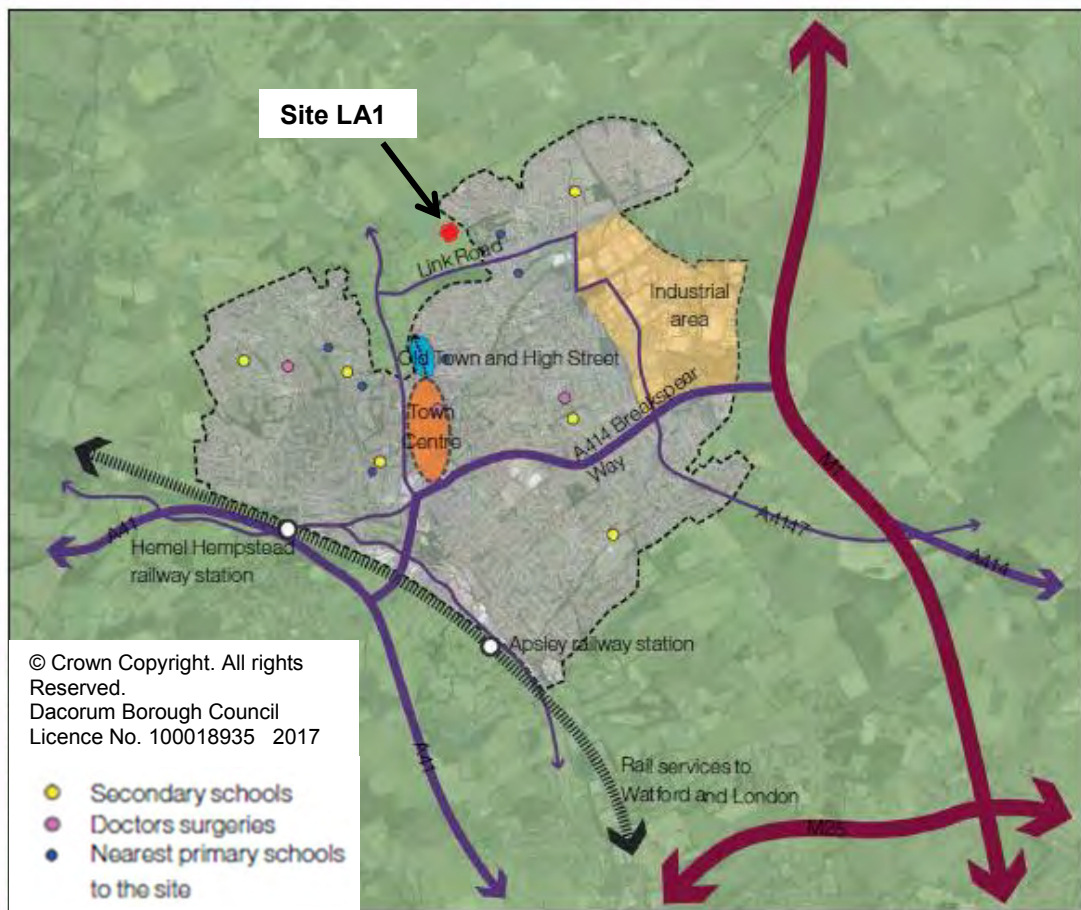 Site LA1
Link Road
Industrial
area
Old Town and High Street
Town
Centre
A414 Breakspear
Way
M1
A41
Hemel Hempstead
railway station
A4147
A414
Apsley railway station
© Crown Copyright. All rights
Reserved.
Dacorum Borough Council
Licence No. 100018935 2017
A41
Rail services to
Watford and London
M25
Secondary schools
Doctors surgeries
Nearest primary schools
to the site